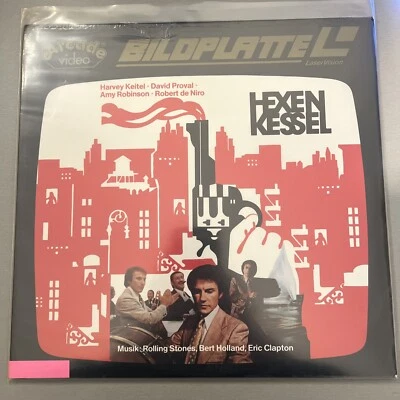 arcade
video
BILDPLATTE L
LaserVision
Harvey Keitel · David Proval ·
Amy Robinson · Robert de Niro
HEXEN
KESSEL
Musik: Rolling Stones, Bert Holland, Eric Clapton